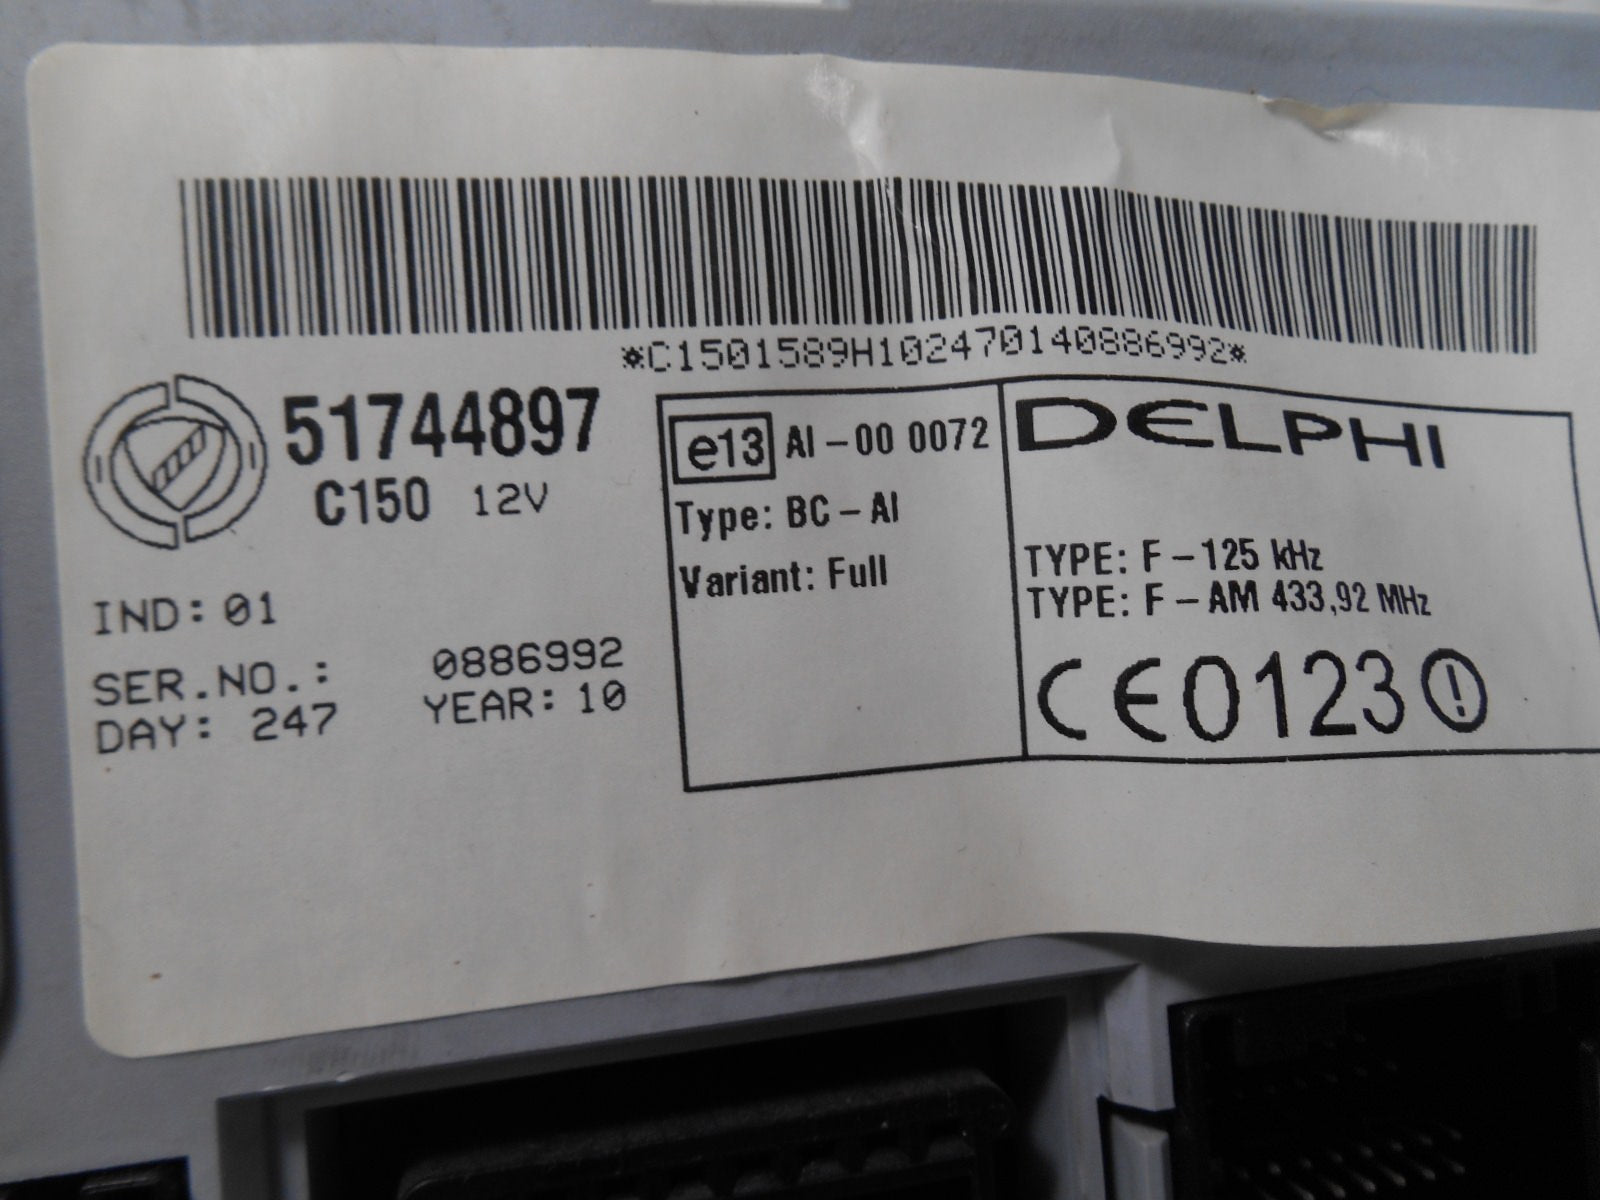 *C1501589H102470140886992*
51744897
C150 12V
IND: 01
SER.NO.: 0886992
DAY: 247 YEAR: 10
e13 AI-00 0072
Type: BC-AI
Variant: Full
DELPHI
TYPE: F-125 kHz
TYPE: F-AM 433,92 MHz
CE0123!